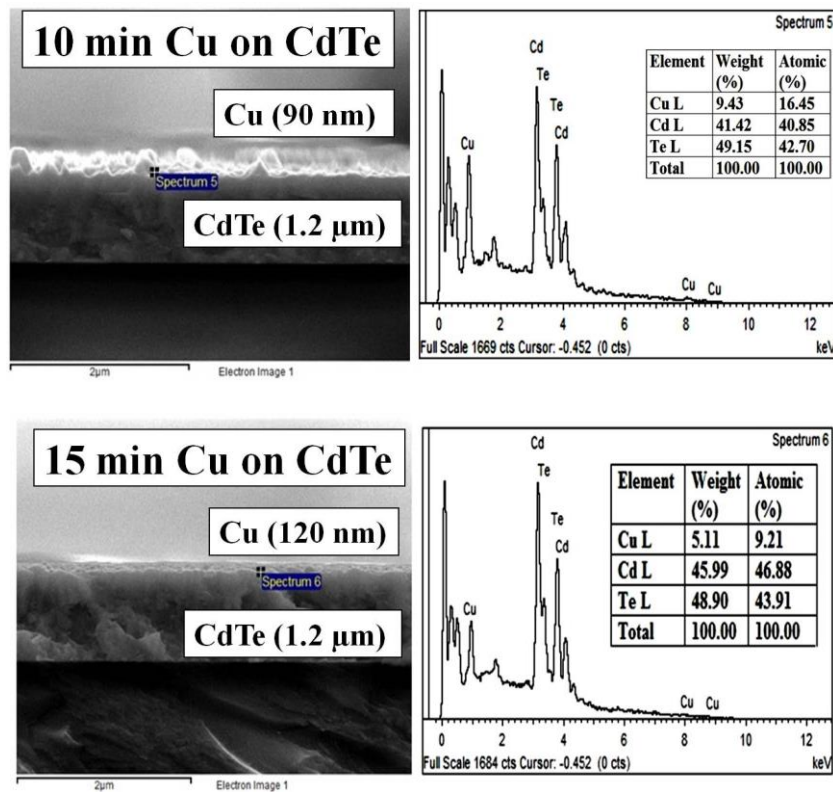 10 min Cu on CdTe
Cu (90 nm)
Spectrum 5
CdTe (1.2 μm)
2μm
Electron Image 1
Spectrum 5
Cd
Te
Te
Cu
Cd
Cu
Cu
0 2 4 6 8 10 12
Full Scale 1669 cts Cursor: -0.452 (0 cts)
keV
Element Weight (%) Atomic (%)
Cu L 9.43 16.45
Cd L 41.42 40.85
Te L 49.15 42.70
Total 100.00 100.00
15 min Cu on CdTe
Cu (120 nm)
Spectrum 6
CdTe (1.2 μm)
2μm
Electron Image 1
Spectrum 6
Cd
Te
Te
Cd
Cu
Cu
Cu
0 2 4 6 8 10 12
Full Scale 1684 cts Cursor: -0.452 (0 cts)
keV
Element Weight (%) Atomic (%)
Cu L 5.11 9.21
Cd L 45.99 46.88
Te L 48.90 43.91
Total 100.00 100.00